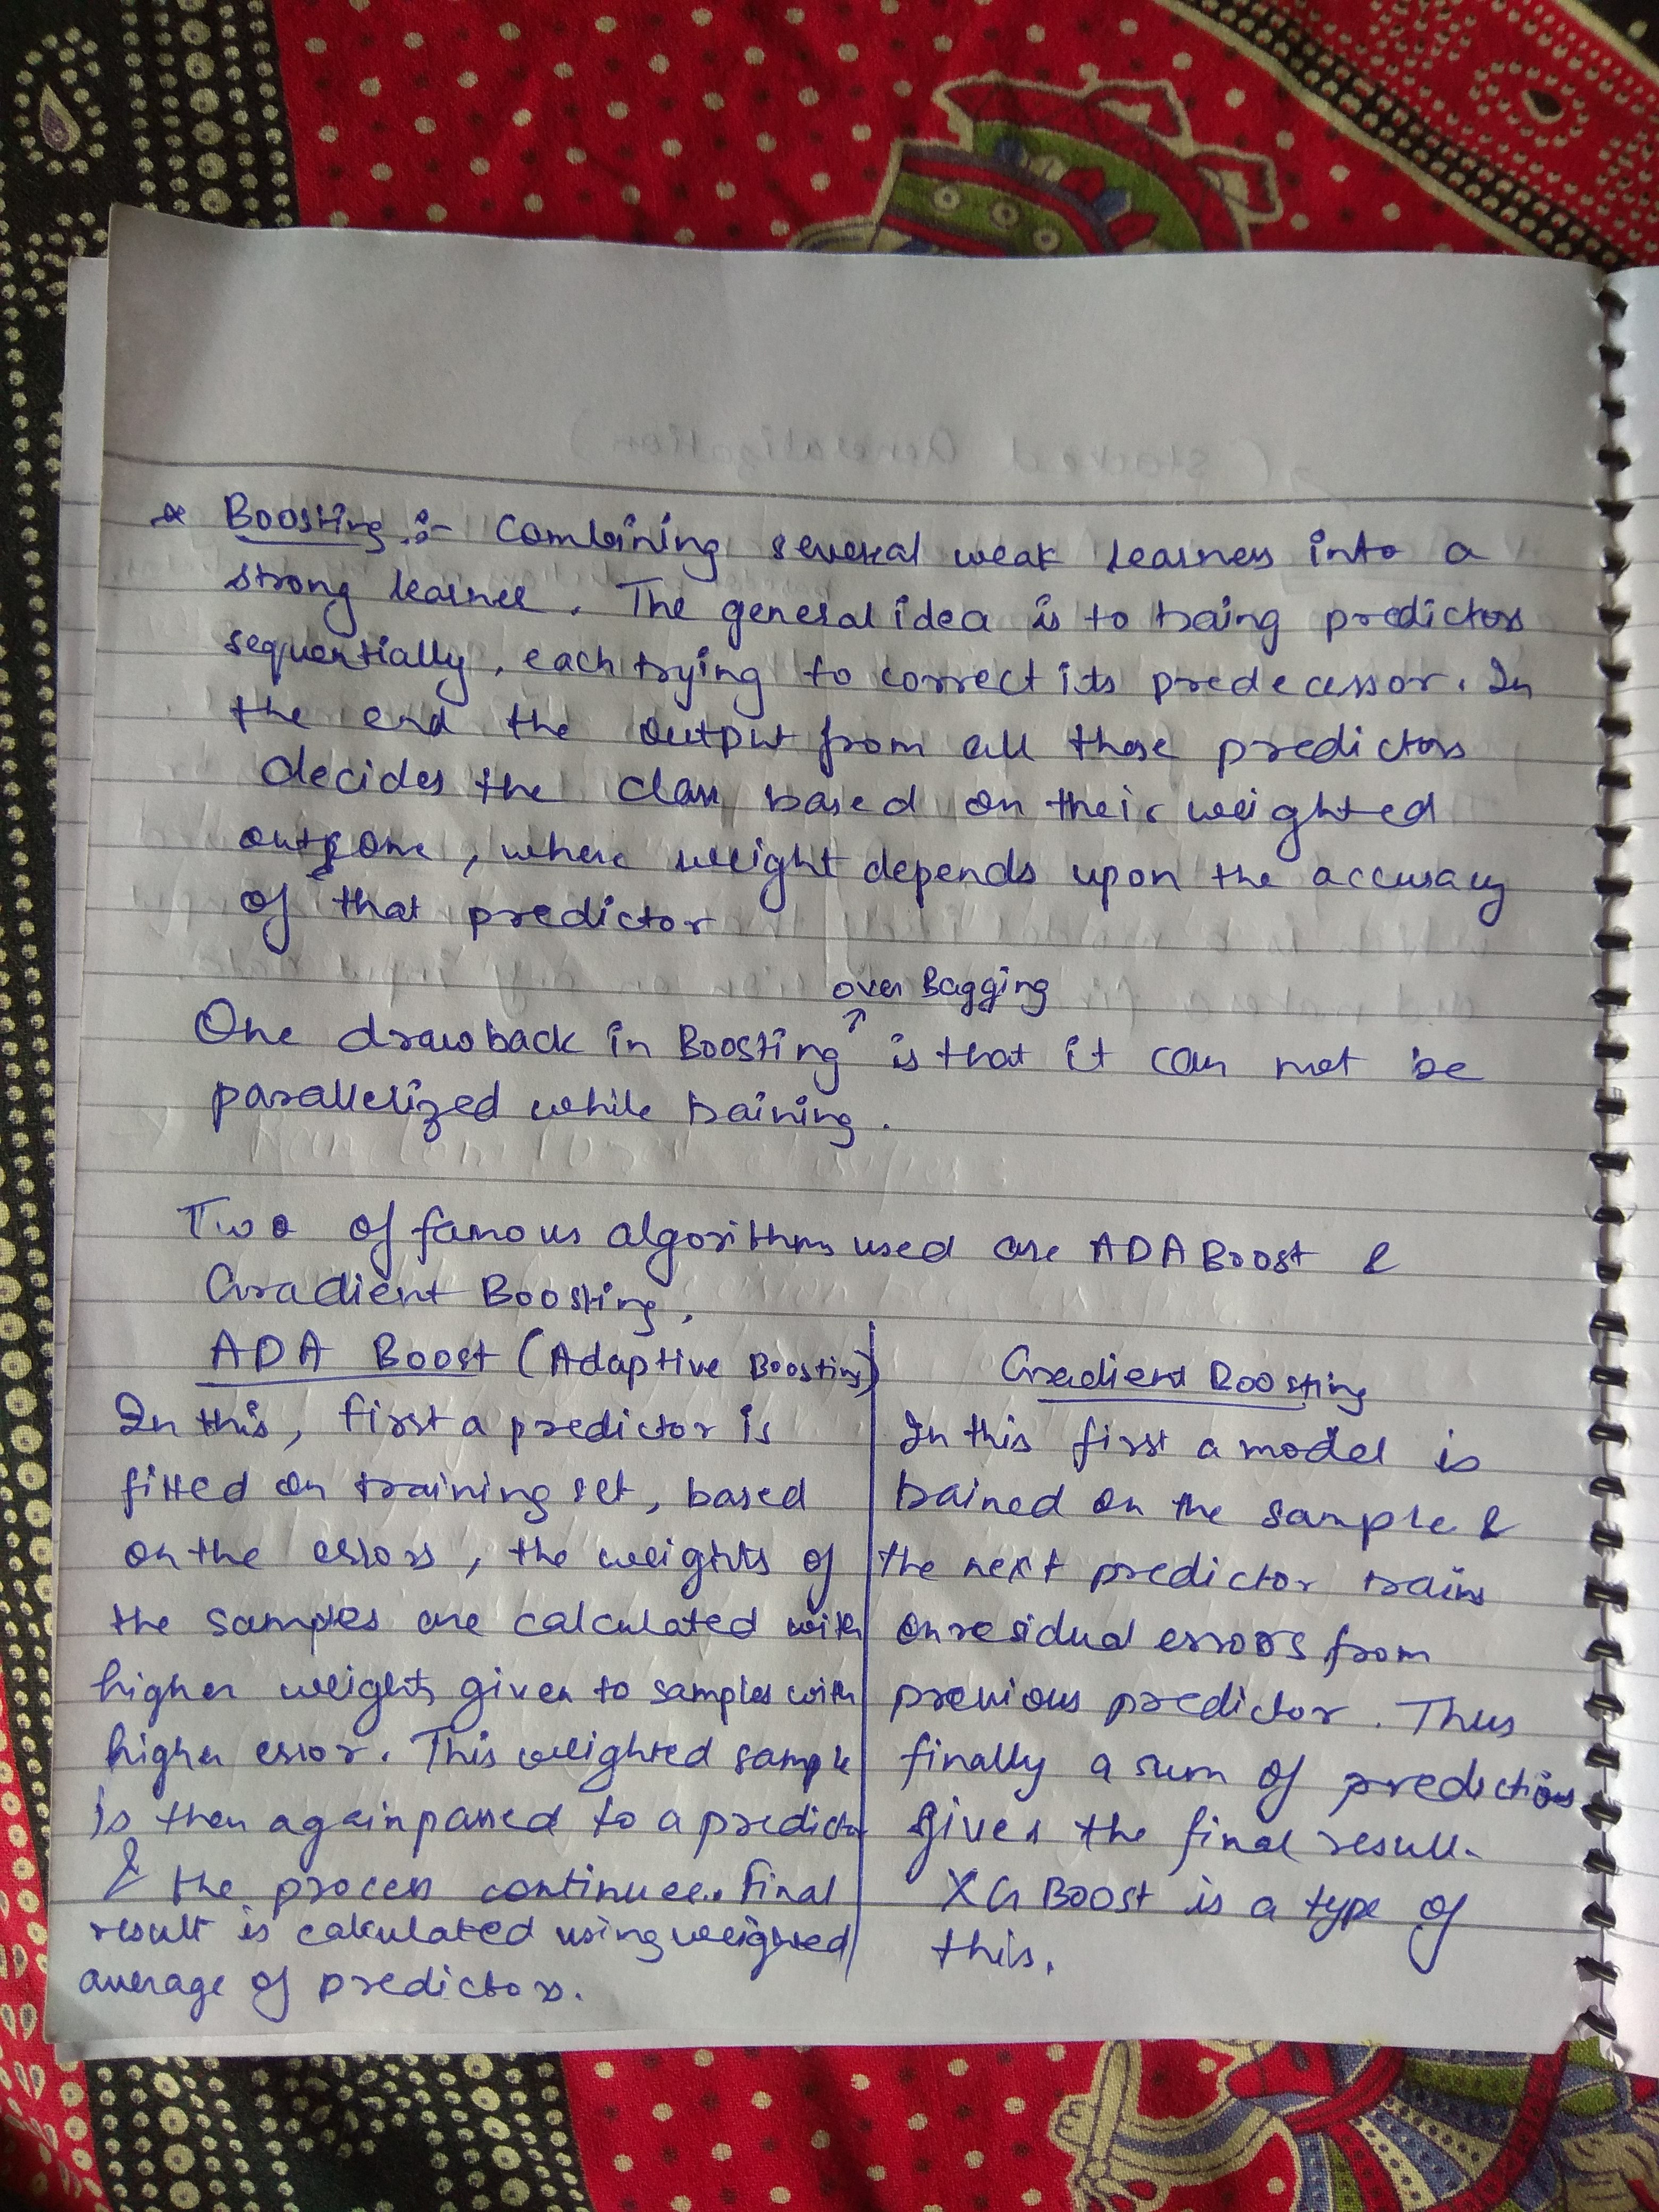 * Boosting :- Combining several weak learners into a
strong learner. The general idea is to traing predictors
sequentially, each trying to correct its predecessor. In
the end the output from all these predictors
decides the class based on their weighted
outcome, where weight depends upon the accuracy
of that predictor
over Bagging
One drawback in Boosting is that it can not be
parallelized while training.
Two of famous algorithms used are ADA Boost &
Gradient Boosting.
ADA Boost (Adaptive Boosting)
In this, first a predictor is
fitted on training set, based
on the errors, the weights of
the samples are calculated with
higher weights given to samples with
higher error. This weighted sample
is then again passed to a predictor
& the process continues. Final
result is calculated using weighted
average of predictors.
Gradient Boosting
In this first a model is
trained on the sample &
the next predictor trains
on residual errors from
previous predictor. Thus
finally a sum of predictions
gives the final result.
XG Boost is a type of
this.